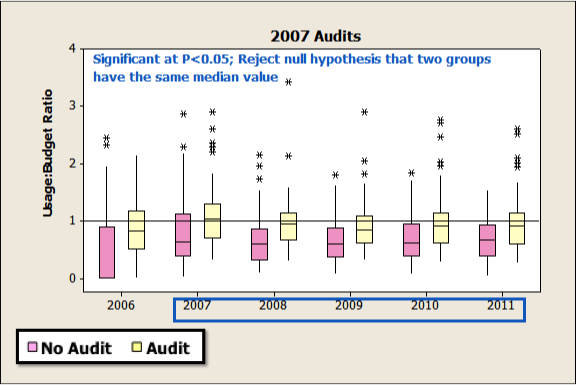 2007 Audits
Significant at P<0.05; Reject null hypothesis that two groups
have the same median value
Usage:Budget Ratio
4
3
2
1
0
2006 2007 2008 2009 2010 2011
No Audit Audit